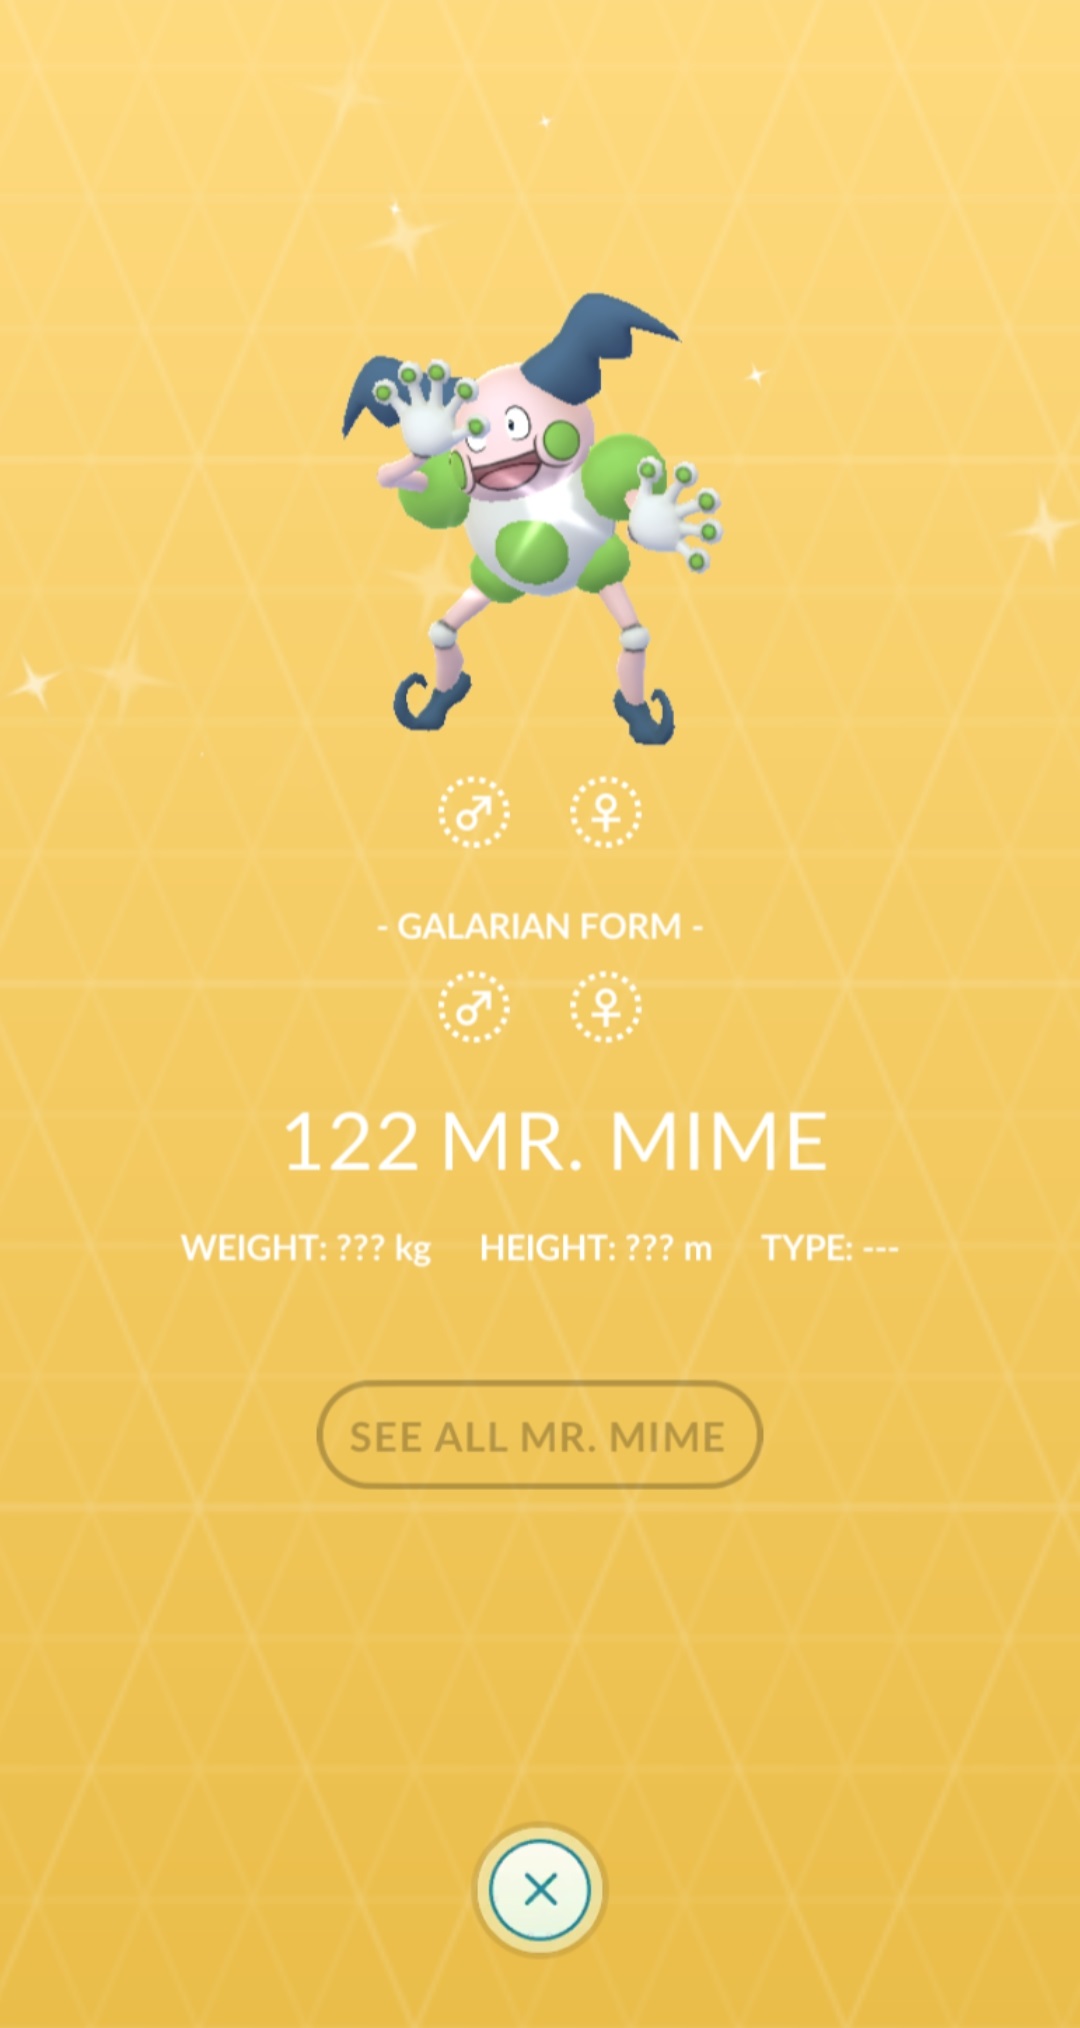 ♂ ♀
- GALARIAN FORM -
♂ ♀
122 MR. MIME
WEIGHT: ??? kg HEIGHT: ??? m TYPE: ---
SEE ALL MR. MIME